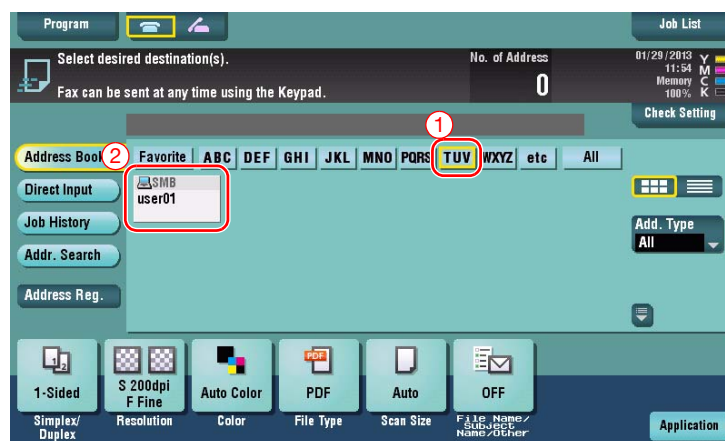 Program
Job List
Select desired destination(s).
No. of Address
01/29/2013
11:54
Memory
100%
Y
M
C
K
Fax can be sent at any time using the Keypad.
0
Check Setting
1
Address Book
2
Favorite ABC DEF GHI JKL MNO PQRS TUV WXYZ etc All
SMB
user01
Direct Input
Job History
Add. Type
All
Addr. Search
Address Reg.
1 2
PDF
1-Sided
S 200dpi
F Fine
Auto Color
PDF
Auto
OFF
Simplex/
Duplex
Resolution
Color
File Type
Scan Size
File Name/
Subject
Name/Other
Application